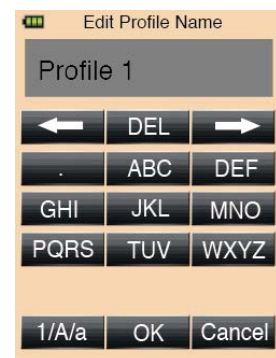 Edit Profile Name
Profile 1
DEL
. ABC DEF
GHI JKL MNO
PQRS TUV WXYZ
1/A/a OK Cancel